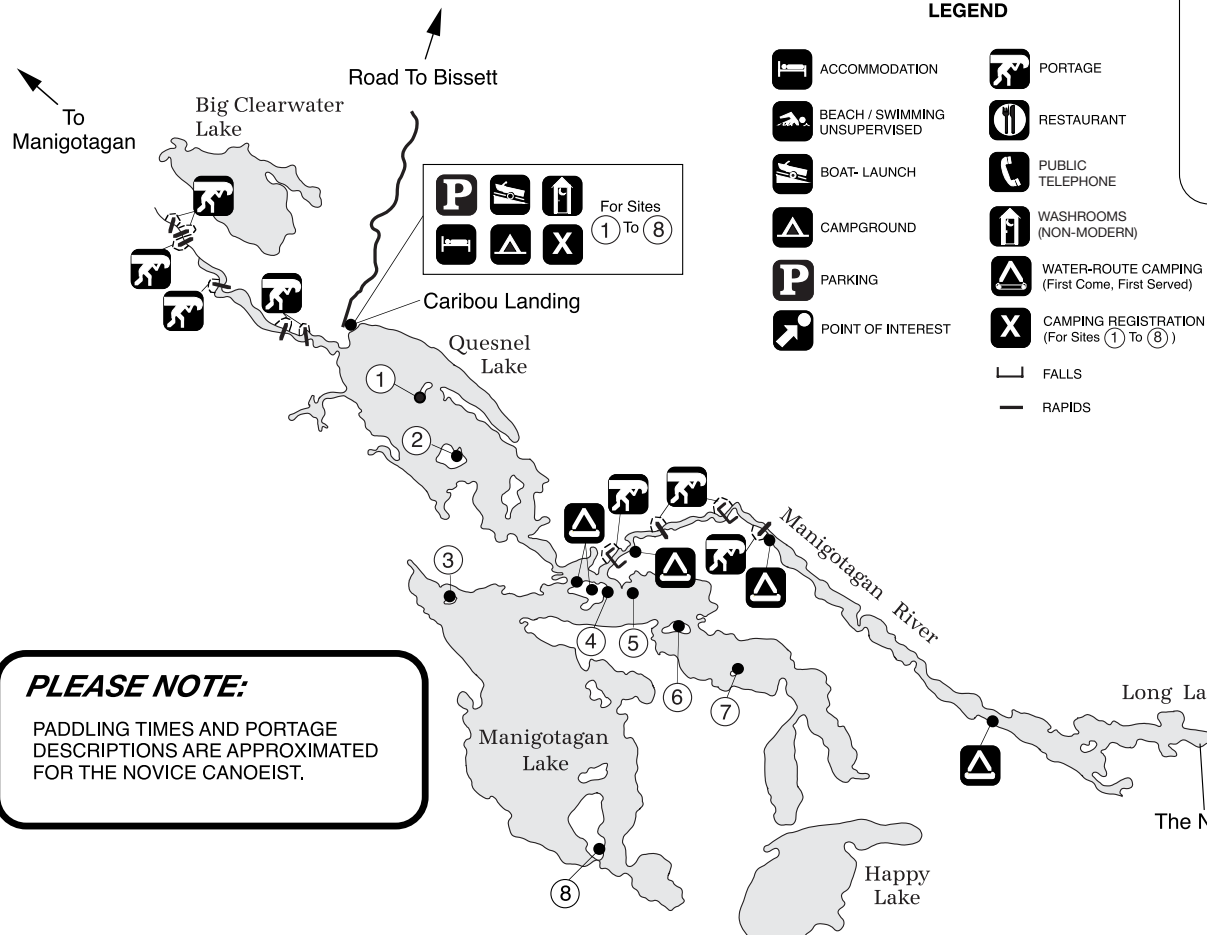 LEGEND
ACCOMMODATION
BEACH / SWIMMING
UNSUPERVISED
BOAT- LAUNCH
CAMPGROUND
P
PARKING
POINT OF INTEREST
PORTAGE
RESTAURANT
PUBLIC
TELEPHONE
WASHROOMS
(NON-MODERN)
WATER-ROUTE CAMPING
(First Come, First Served)
X
CAMPING REGISTRATION
(For Sites 1 To 8 )
FALLS
RAPIDS
To
Manigotagan
Road To Bissett
Big Clearwater
Lake
P
X
For Sites
1 To 8
Caribou Landing
Quesnel
Lake
1
2
3
4
5
6
7
8
Manigotagan River
Manigotagan
Lake
Happy
Lake
Long
The
PLEASE NOTE:
PADDLING TIMES AND PORTAGE
DESCRIPTIONS ARE APPROXIMATED
FOR THE NOVICE CANOEIST.